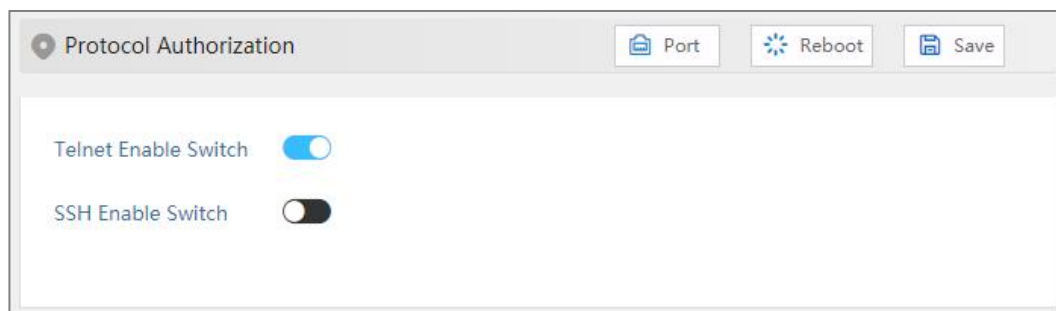 Protocol Authorization Port Reboot Save
Telnet Enable Switch
SSH Enable Switch